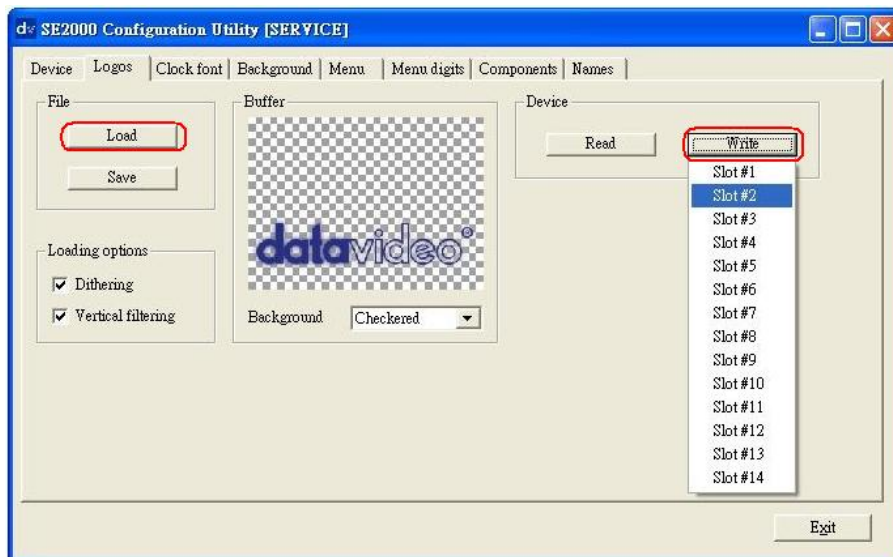 dv SE2000 Configuration Utility [SERVICE]
Device Logos Clock font Background Menu Menu digits Components Names
File
Load
Save
Loading options
Dithering
Vertical filtering
Buffer
datavideo®
Background Checkered
Device
Read Write
Slot #1
Slot #2
Slot #3
Slot #4
Slot #5
Slot #6
Slot #7
Slot #8
Slot #9
Slot #10
Slot #11
Slot #12
Slot #13
Slot #14
Exit